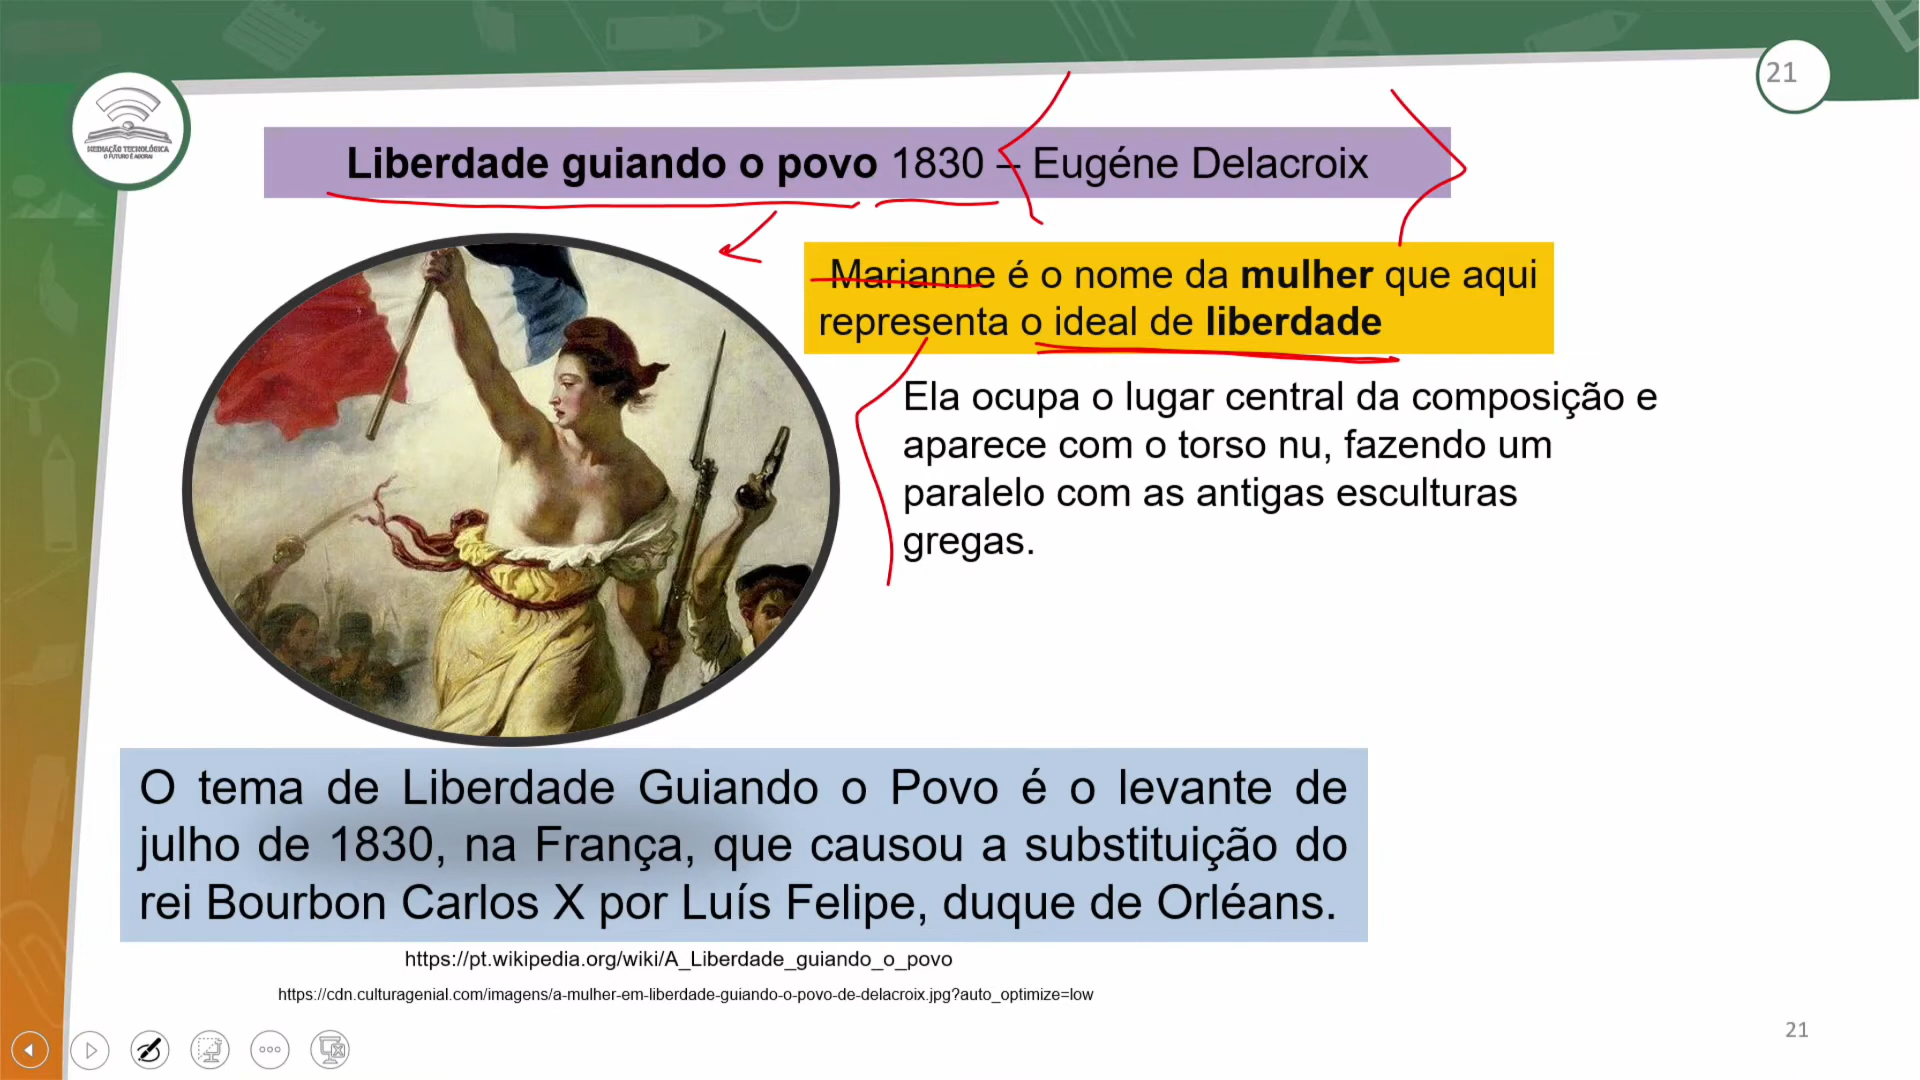 21
MEDIAÇÃO TECNOLÓGICA
O FUTURO É AGORA!
Liberdade guiando o povo 1830 – Eugéne Delacroix
Marianne é o nome da mulher que aqui
representa o ideal de liberdade
Ela ocupa o lugar central da composição e
aparece com o torso nu, fazendo um
paralelo com as antigas esculturas
gregas.
O tema de Liberdade Guiando o Povo é o levante de
julho de 1830, na França, que causou a substituição do
rei Bourbon Carlos X por Luís Felipe, duque de Orléans.
https://pt.wikipedia.org/wiki/A_Liberdade_guiando_o_povo
https://cdn.culturagenial.com/imagens/a-mulher-em-liberdade-guiando-o-povo-de-delacroix.jpg?auto_optimize=low
21